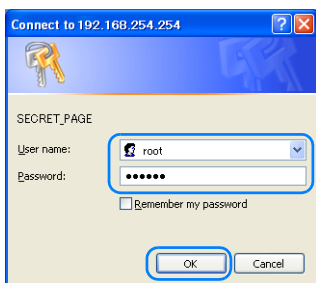 Connect to 192.168.254.254
SECRET_PAGE
User name: root
Password: ••••••
Remember my password
OK Cancel